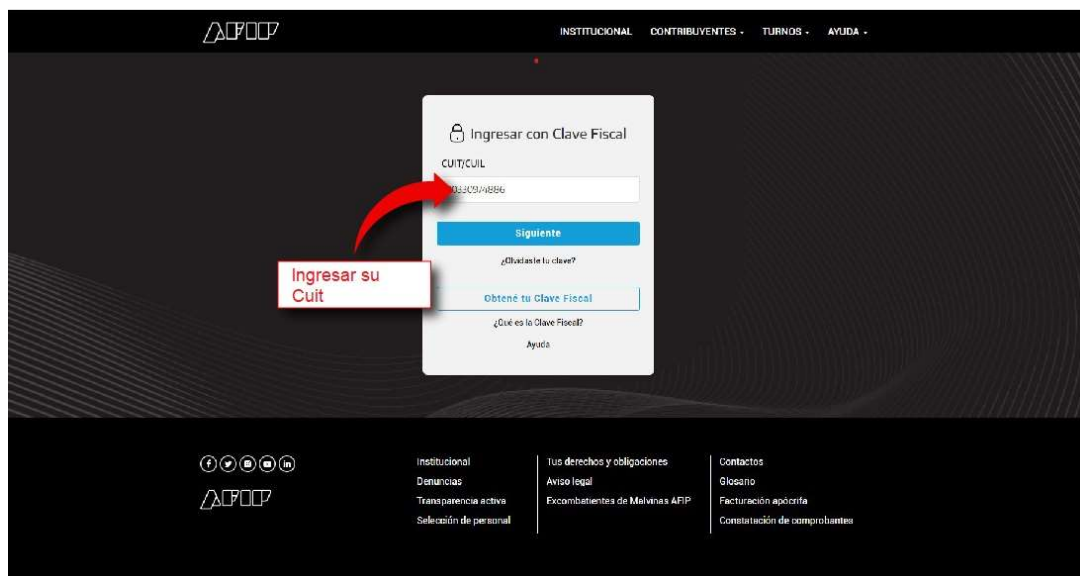 AFIP
INSTITUCIONAL CONTRIBUYENTES TURNOS AYUDA
Ingresar con Clave Fiscal
CUIT/CUIL
Siguiente
¿Olvidaste tu clave?
Ingresar su
Cuit
Obtené tu Clave Fiscal
¿Qué es la Clave Fiscal?
Ayuda
AFIP
Institucional
Denuncias
Transparencia activa
Selección de personal
Tus derechos y obligaciones
Aviso legal
Excombatientes de Malvinas AFIP
Contactos
Glosario
Facturación apócrifa
Constatación de comprobantes